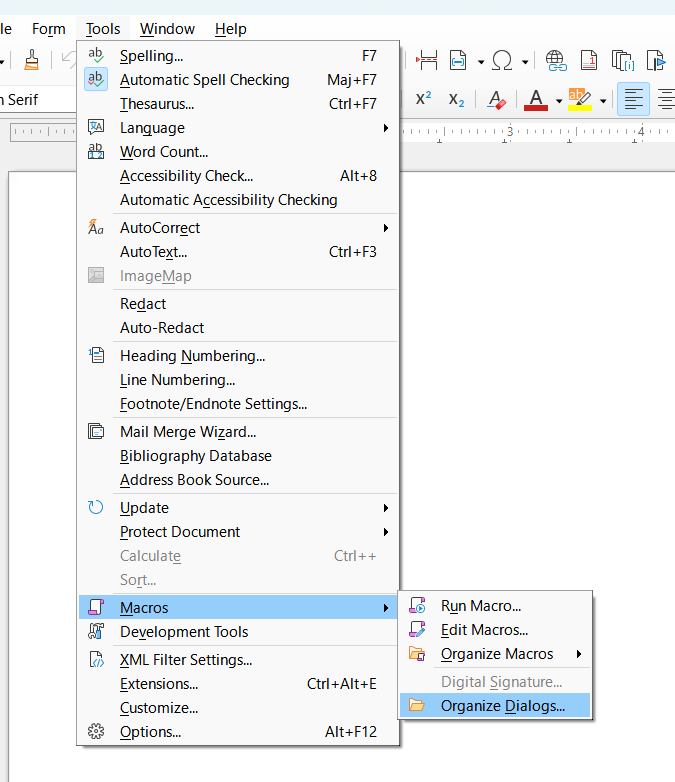 le Form Tools Window Help
n Serif
Spelling... F7
Automatic Spell Checking Maj+F7
Thesaurus... Ctrl+F7
Language
Word Count...
Accessibility Check... Alt+8
Automatic Accessibility Checking
AutoCorrect
AutoText... Ctrl+F3
ImageMap
Redact
Auto-Redact
Heading Numbering...
Line Numbering...
Footnote/Endnote Settings...
Mail Merge Wizard...
Bibliography Database
Address Book Source...
Update
Protect Document
Calculate Ctrl++
Sort...
Macros
Development Tools
XML Filter Settings...
Extensions... Ctrl+Alt+E
Customize...
Options... Alt+F12
Run Macro...
Edit Macros...
Organize Macros
Digital Signature...
Organize Dialogs...
3 4